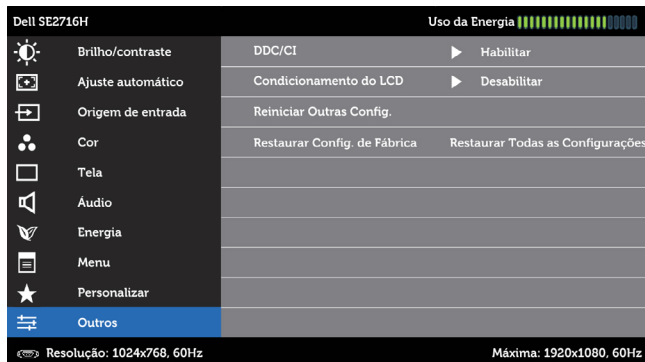 Dell SE2716H Uso da Energia
Brilho/contraste DDC/CI Habilitar
Ajuste automático Condicionamento do LCD Desabilitar
Origem de entrada Reiniciar Outras Config.
Cor Restaurar Config. de Fábrica Restaurar Todas as Configurações
Tela
Áudio
Energia
Menu
Personalizar
Outros
Resolução: 1024x768, 60Hz Máxima: 1920x1080, 60Hz